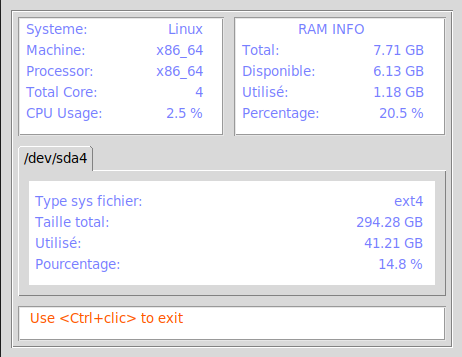 Systeme: Linux
Machine: x86_64
Processor: x86_64
Total Core: 4
CPU Usage: 2.5 %
RAM INFO
Total: 7.71 GB
Disponible: 6.13 GB
Utilisé: 1.18 GB
Percentage: 20.5 %
/dev/sda4
Type sys fichier: ext4
Taille total: 294.28 GB
Utilisé: 41.21 GB
Pourcentage: 14.8 %
Use <Ctrl+clic> to exit